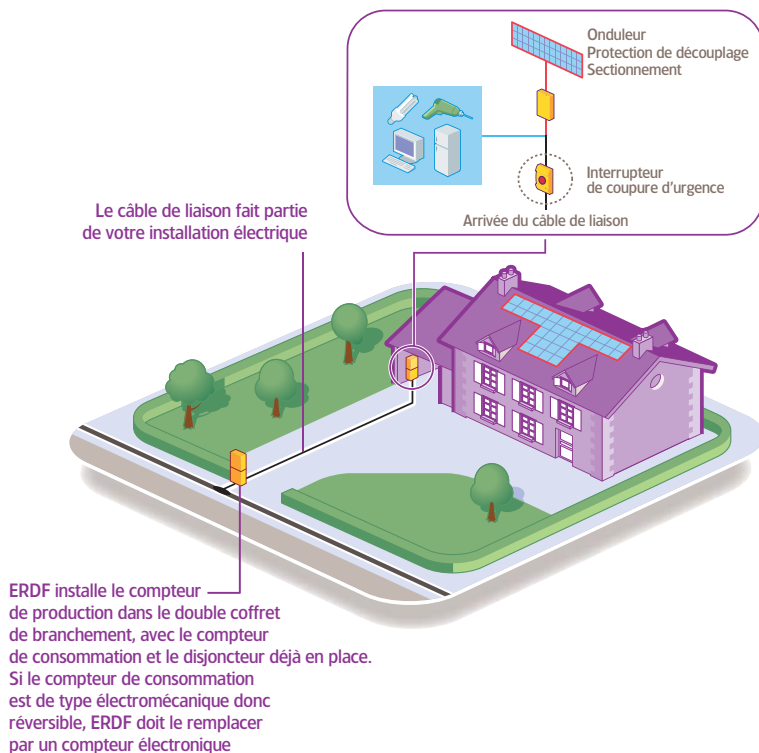 Onduleur
Protection de découplage
Sectionnement
Interrupteur
de coupure d'urgence
Arrivée du câble de liaison
Le câble de liaison fait partie
de votre installation électrique
ERDF installe le compteur
de production dans le double coffret
de branchement, avec le compteur
de consommation et le disjoncteur déjà en place.
Si le compteur de consommation
est de type électromécanique donc
réversible, ERDF doit le remplacer
par un compteur électronique